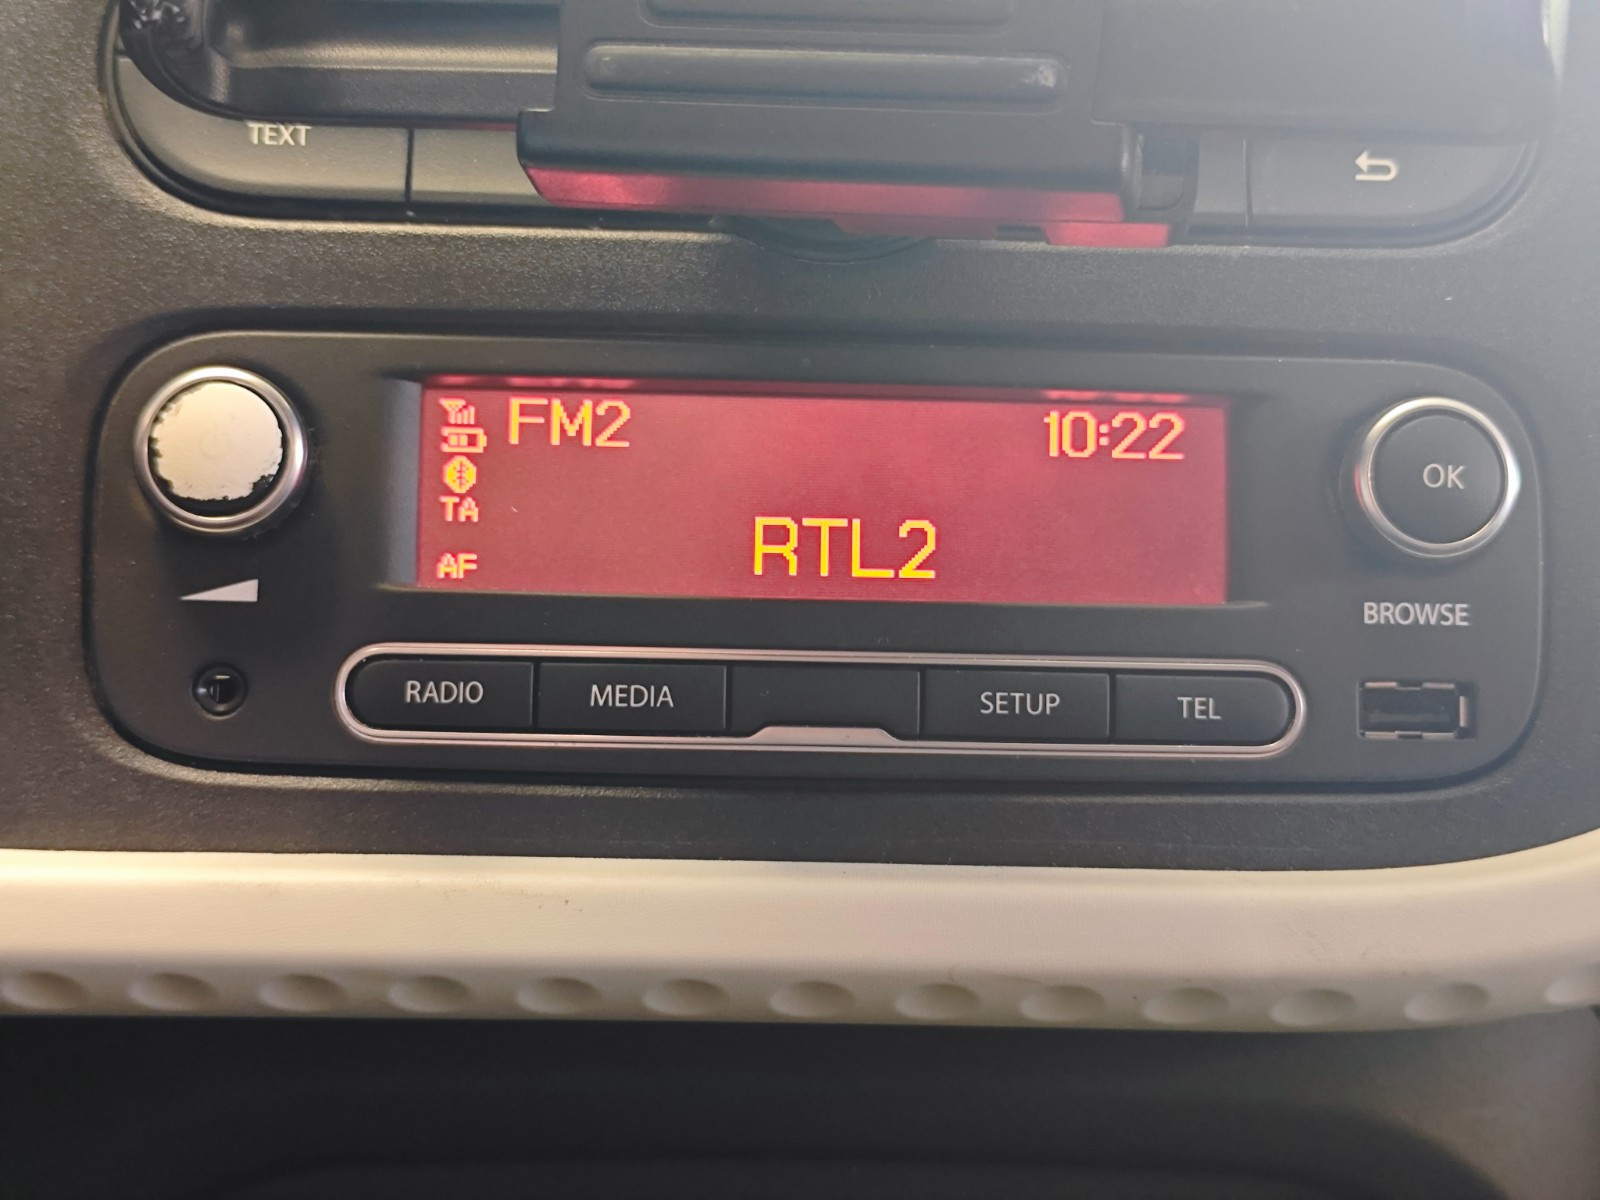 TEXT
FM2
10:22
TA
AF
RTL2
OK
BROWSE
RADIO
MEDIA
SETUP
TEL